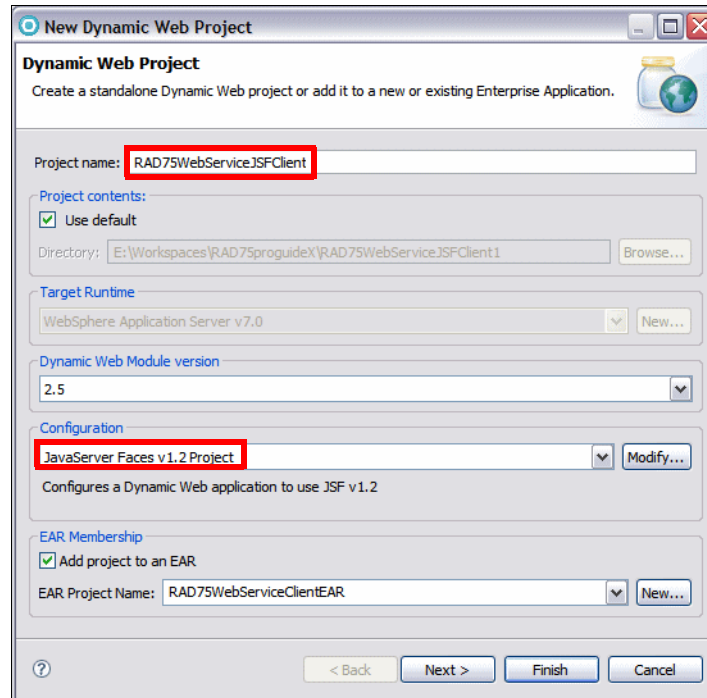 New Dynamic Web Project
Dynamic Web Project
Create a standalone Dynamic Web project or add it to a new or existing Enterprise Application.
Project name: RAD75WebServiceJSFClient
Project contents:
Use default
Directory: E:\Workspaces\RAD75proguideX\RAD75WebServiceJSFClient1 Browse...
Target Runtime
WebSphere Application Server v7.0 New...
Dynamic Web Module version
2.5
Configuration
JavaServer Faces v1.2 Project Modify...
Configures a Dynamic Web application to use JSF v1.2
EAR Membership
Add project to an EAR
EAR Project Name: RAD75WebServiceClientEAR New...
? < Back Next > Finish Cancel